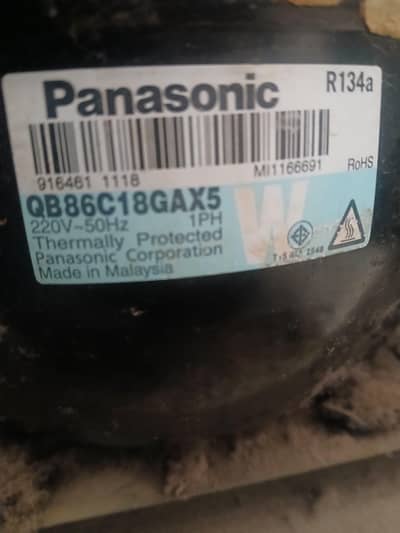 Panasonic
R134a
916461 1118
MI1166691
RoHS
QB86C18GAX5
220V~50Hz 1PH
W
Thermally Protected
Panasonic Corporation
Made in Malaysia